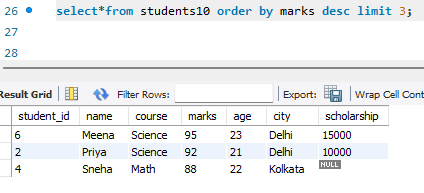 26 select*from students10 order by marks desc limit 3;
27
28
Result Grid Filter Rows: Export: Wrap Cell Cont
student_id name course marks age city scholarship
6 Meena Science 95 23 Delhi 15000
2 Priya Science 92 21 Delhi 10000
4 Sneha Math 88 22 Kolkata NULL